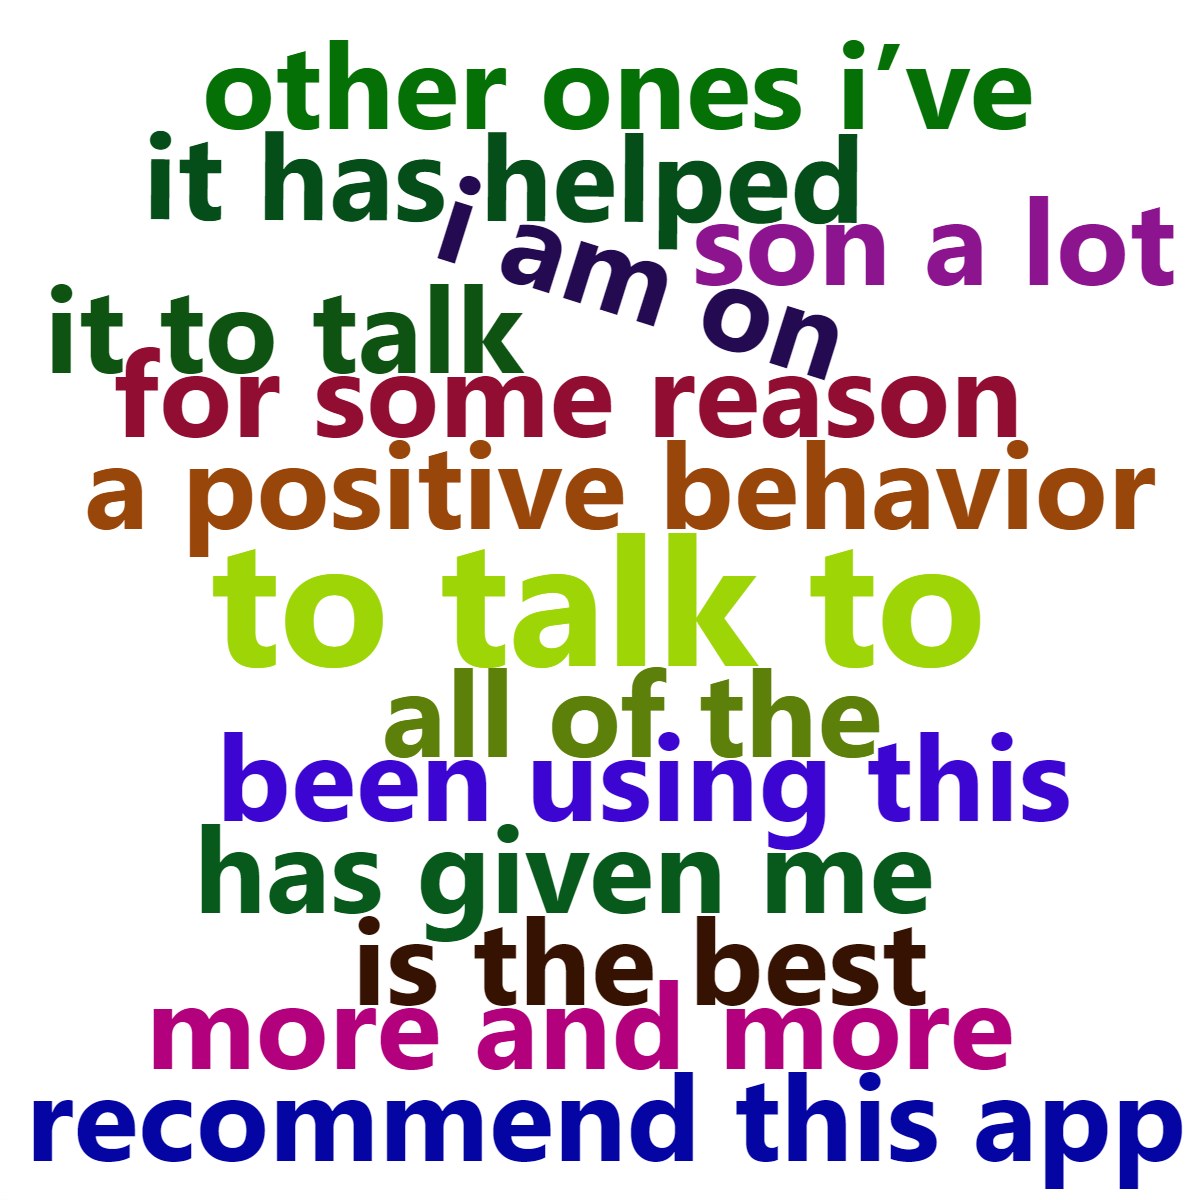 other ones i’ve
it has helped
i am on
son a lot
it to talk
for some reason
a positive behavior
to talk to
all of the
been using this
has given me
is the best
more and more
recommend this app